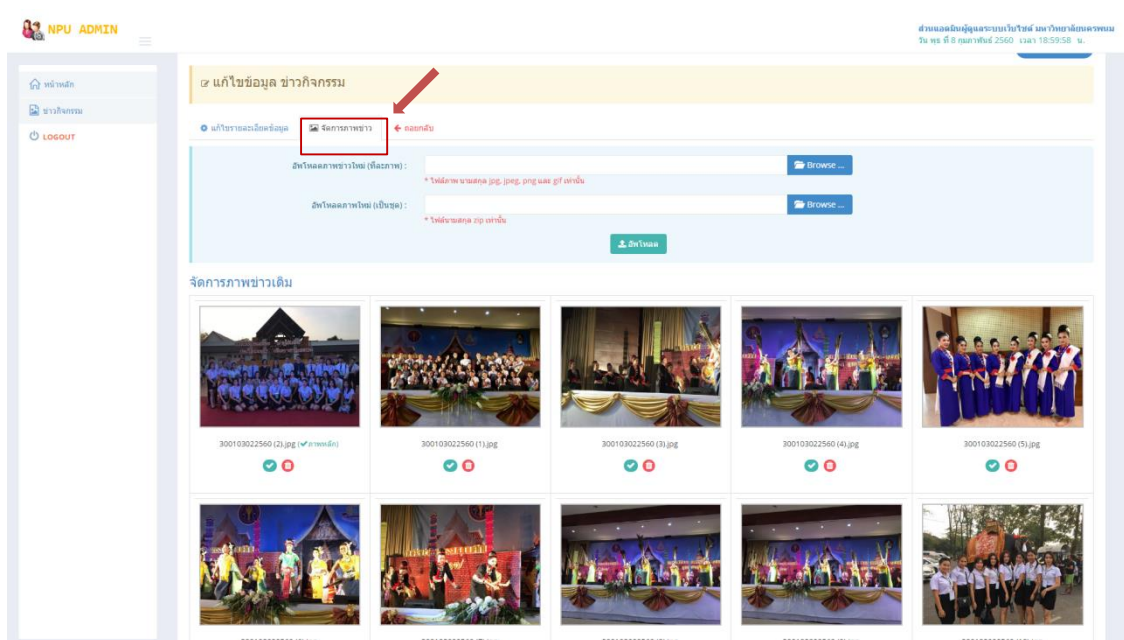 NPU ADMIN
ส่วนแอดมินผู้ดูแลระบบเว็บไซต์ มหาวิทยาลัยนครพนม
วัน พุธ ที่ 8 กุมภาพันธ์ 2560 เวลา 18:59:58 น.
หน้าหลัก
ข่าวกิจกรรม
LOGOUT
แก้ไขข้อมูล ข่าวกิจกรรม
แก้ไขรายละเอียดข้อมูล จัดการภาพข่าว ถอยกลับ
อัพโหลดภาพข่าวใหม่ (ทีละภาพ) : Browse ...
* ไฟล์ภาพ นามสกุล jpg, jpeg, png และ gif เท่านั้น
อัพโหลดภาพใหม่ (เป็นชุด) : Browse ...
* ไฟล์นามสกุล zip เท่านั้น
อัพโหลด
จัดการภาพข่าวเดิม
300103022560 (2).jpg (✔ภาพหลัก) 300103022560 (1).jpg 300103022560 (3).jpg 300103022560 (4).jpg 300103022560 (5).jpg